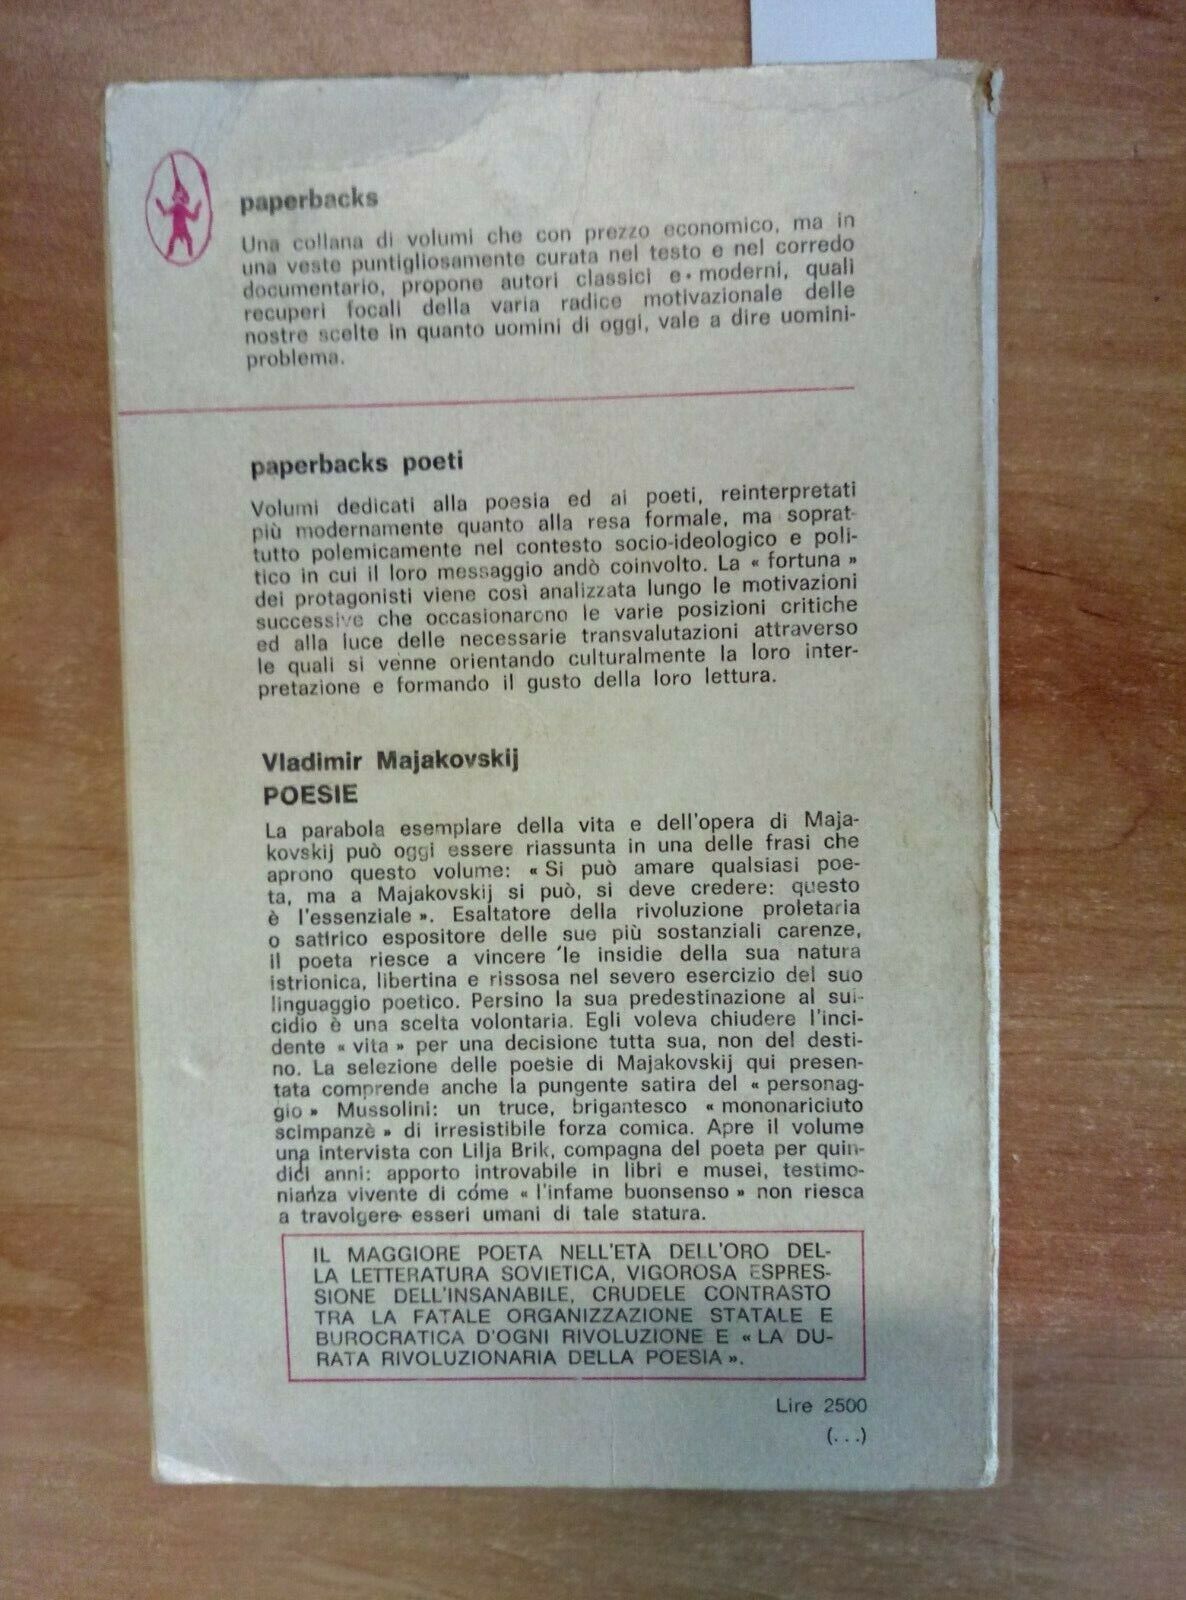 paperbacks
Una collana di volumi che con prezzo economico, ma in
una veste puntigliosamente curata nel testo e nel corredo
documentario, propone autori classici e moderni, quali
recuperi focali della varia radice motivazionale delle
nostre scelte in quanto uomini di oggi, vale a dire uomini-
problema.
paperbacks poeti
Volumi dedicati alla poesia ed ai poeti, reinterpretati
più modernamente quanto alla resa formale, ma soprat-
tutto polemicamente nel contesto socio-ideologico e poli-
tico in cui il loro messaggio andò coinvolto. La « fortuna »
dei protagonisti viene così analizzata lungo le motivazioni
successive che occasionarono le varie posizioni critiche
ed alla luce delle necessarie transvalutazioni attraverso
le quali si venne orientando culturalmente la loro inter-
pretazione e formando il gusto della loro lettura.
Vladimir Majakovskij
POESIE
La parabola esemplare della vita e dell'opera di Maja-
kovskij può oggi essere riassunta in una delle frasi che
aprono questo volume: « Si può amare qualsiasi poe-
ta, ma a Majakovskij si può, si deve credere: questo
è l'essenziale ». Esaltatore della rivoluzione proletaria
o satirico espositore delle sue più sostanziali carenze,
il poeta riesce a vincere le insidie della sua natura
istrionica, libertina e rissosa nel severo esercizio del suo
linguaggio poetico. Persino la sua predestinazione al sui-
cidio è una scelta volontaria. Egli voleva chiudere l'inci-
dente « vita » per una decisione tutta sua, non del desti-
no. La selezione delle poesie di Majakovskij qui presen-
tata comprende anche la pungente satira del « personag-
gio » Mussolini: un truce, brigantesco « mononariciuto
scimpanzè » di irresistibile forza comica. Apre il volume
una intervista con Lilja Brik, compagna del poeta per quin-
dici anni: apporto introvabile in libri e musei, testimo-
nianza vivente di come « l'infame buonsenso » non riesca
a travolgere esseri umani di tale statura.
IL MAGGIORE POETA NELL'ETÀ DELL'ORO DEL-
LA LETTERATURA SOVIETICA, VIGOROSA ESPRES-
SIONE DELL'INSANABILE, CRUDELE CONTRASTO
TRA LA FATALE ORGANIZZAZIONE STATALE E
BUROCRATICA D'OGNI RIVOLUZIONE E « LA DU-
RATA RIVOLUZIONARIA DELLA POESIA ».
Lire 2500
(. . .)